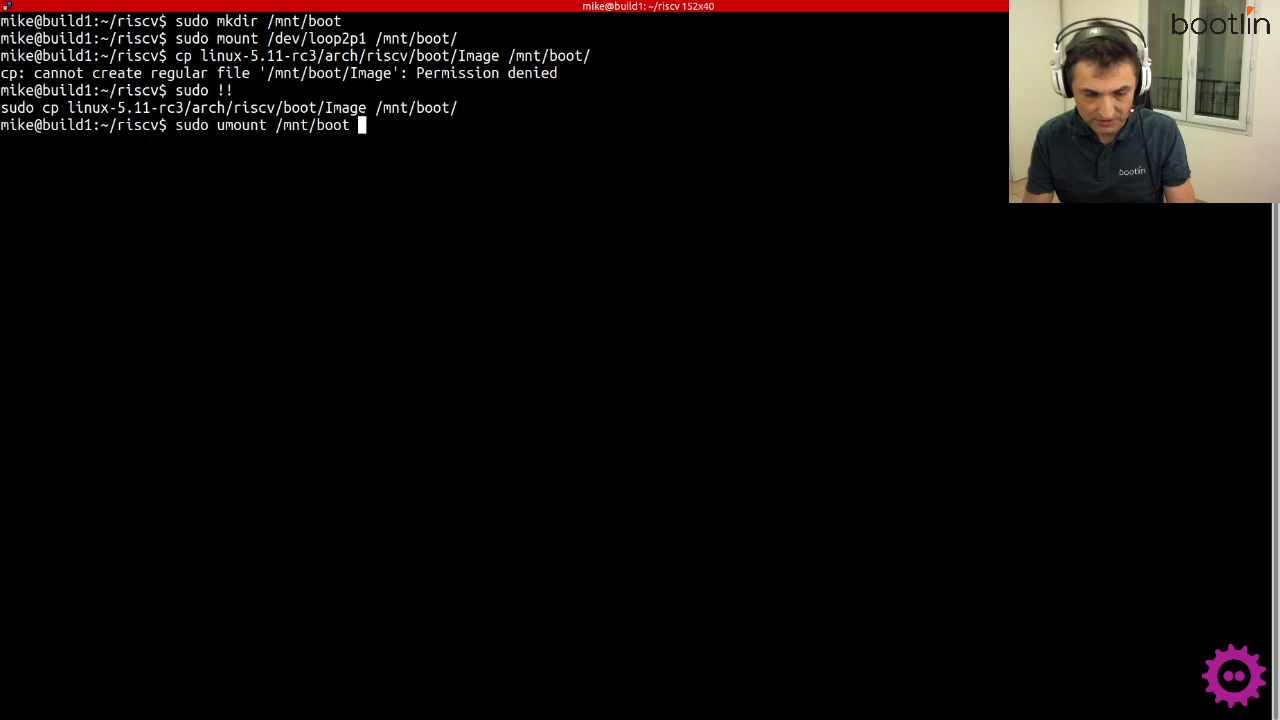 mike@build1: ~/riscv 152x40
mike@build1:~/riscv$ sudo mkdir /mnt/boot
mike@build1:~/riscv$ sudo mount /dev/loop2p1 /mnt/boot/
mike@build1:~/riscv$ cp linux-5.11-rc3/arch/riscv/boot/Image /mnt/boot/
cp: cannot create regular file '/mnt/boot/Image': Permission denied
mike@build1:~/riscv$ sudo !!
sudo cp linux-5.11-rc3/arch/riscv/boot/Image /mnt/boot/
mike@build1:~/riscv$ sudo umount /mnt/boot
bootlin
bootlin